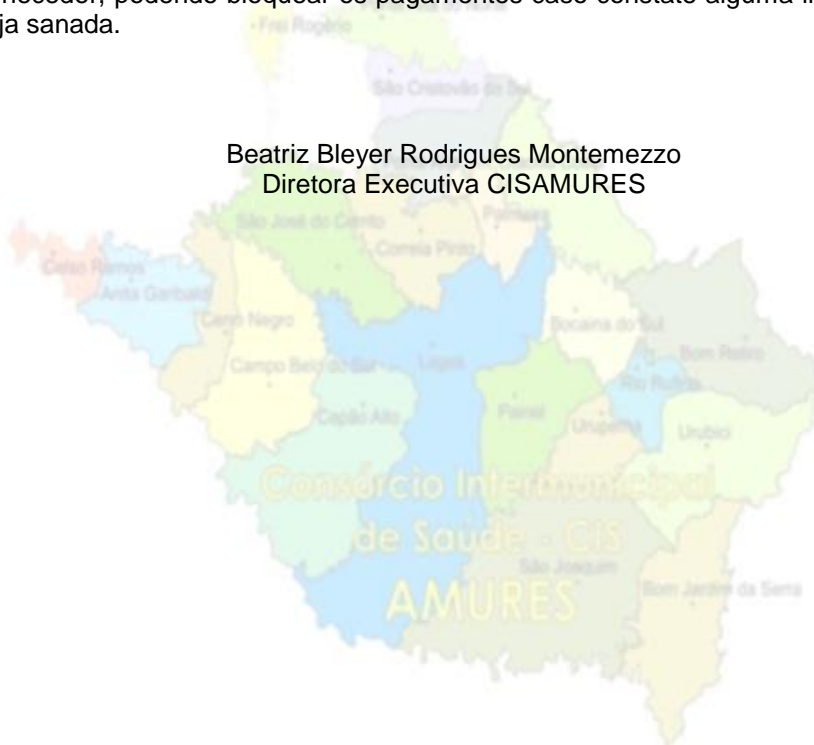 podendo bloquear os pagamentos caso constate alguma
sanada.
Frei Rogério
São Cristovão do Sul
Beatriz Bleyer Rodrigues Montemezzo
Diretora Executiva CISAMURES
São José do Cerrito
Palmeira
Correia Pinto
Celso Ramos
Anita Garibaldi
Cerro Negro
Bocaina do Sul
Bom Retiro
Campo Belo do Sul
Lages
Rio Rufino
Capão Alto
Painel
Urupema
Urubici
Consórcio Intermunicipal
de Saúde - CIS
São Joaquim
AMURES
Bom Jardim da Serra